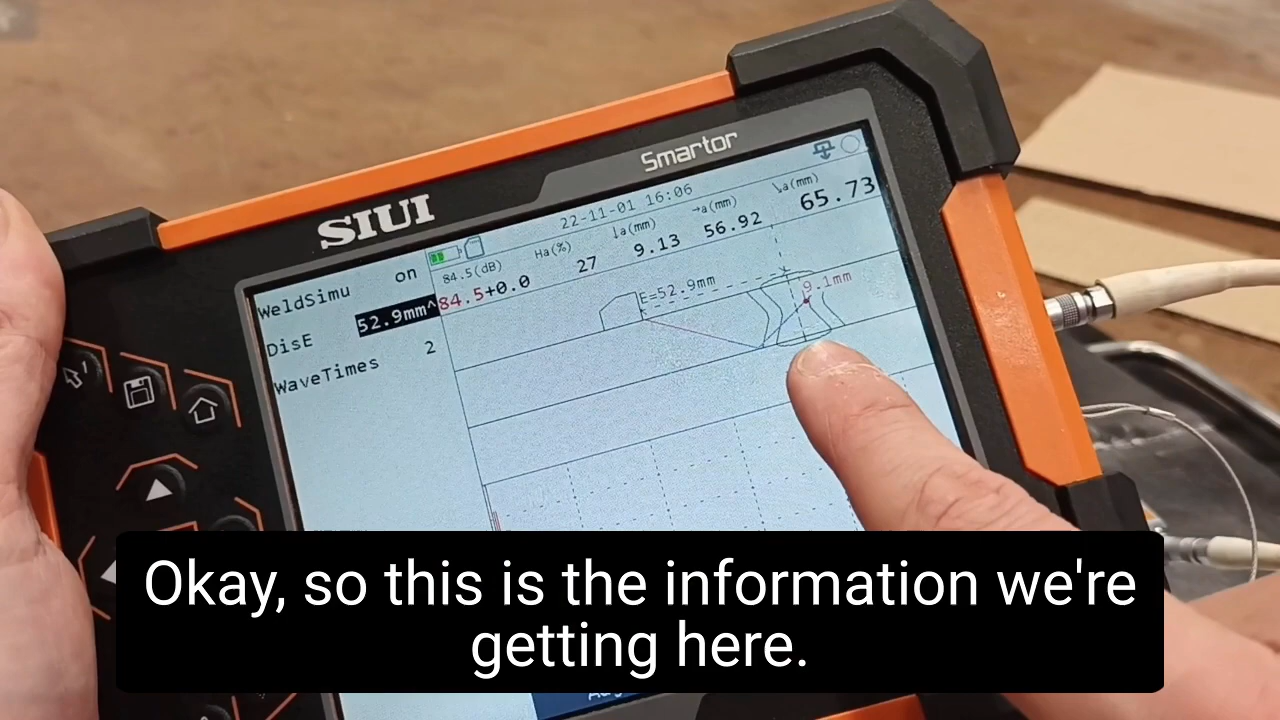 Smartor
SIUI
22-11-01 16:06
84.5(dB) Ha(%) ↓a(mm) →a(mm) ↘a(mm)
84.5+0.0 27 9.13 56.92 65.73
WeldSimu on
DisE 52.9mm^
WaveTimes 2
E=52.9mm
9.1mm
Okay, so this is the information we're
getting here.